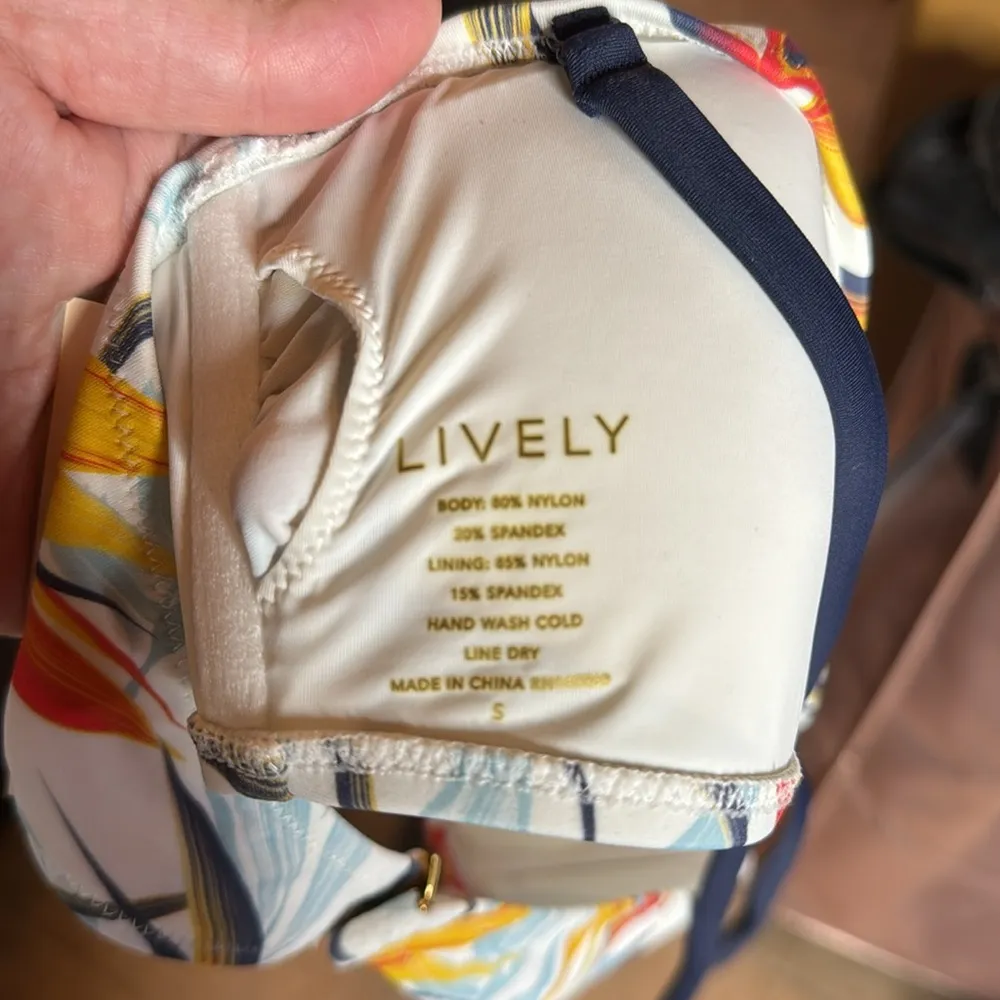 LIVELY
BODY: 80% NYLON
20% SPANDEX
LINING: 85% NYLON
15% SPANDEX
HAND WASH COLD
LINE DRY
MADE IN CHINA
S